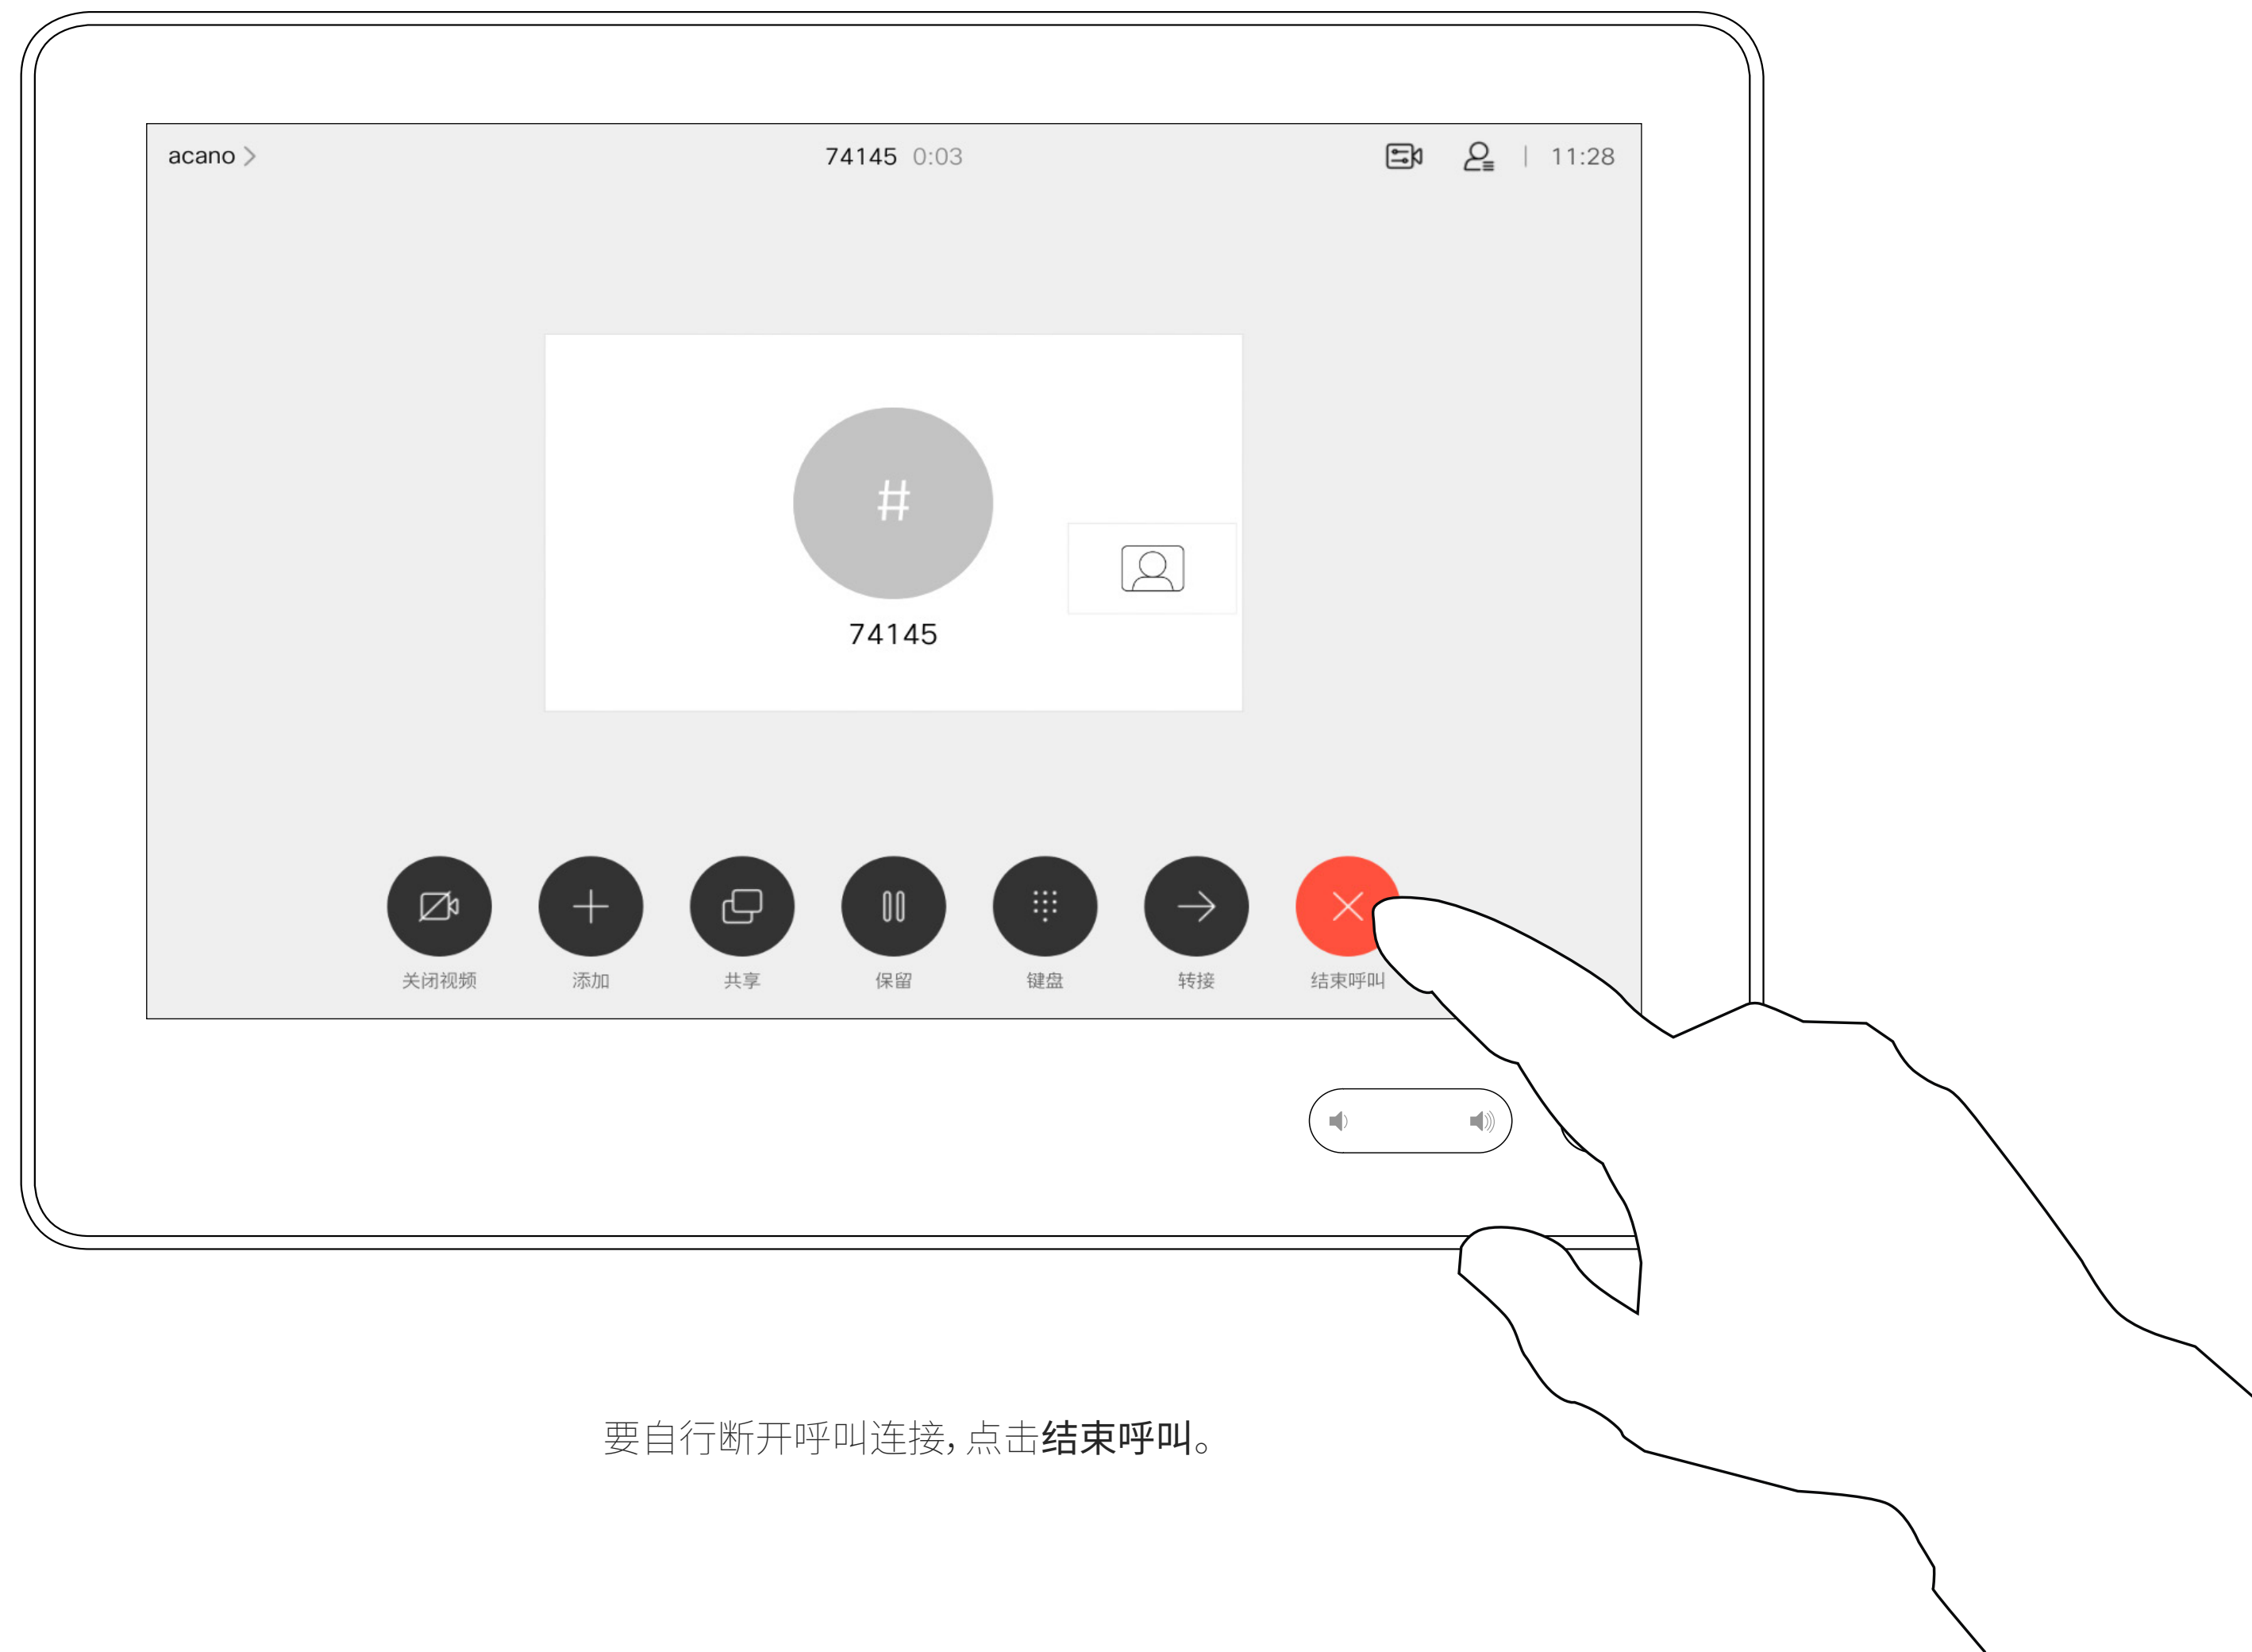 acano
74145 0:03
11:28
#
74145
关闭视频
添加
共享
保留
键盘
转接
结束呼叫
要自行断开呼叫连接,点击结束呼叫。